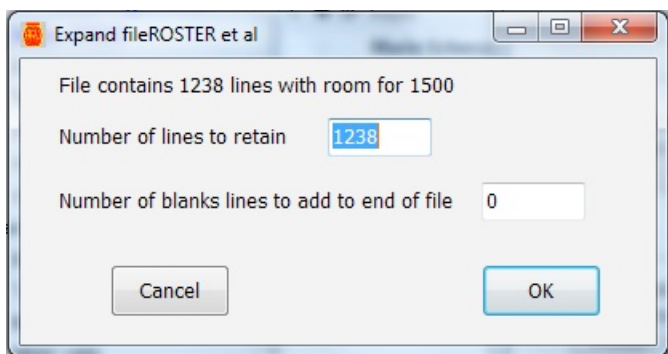 Expand fileROSTER et al
File contains 1238 lines with room for 1500
Number of lines to retain 1238
Number of blanks lines to add to end of file 0
Cancel OK